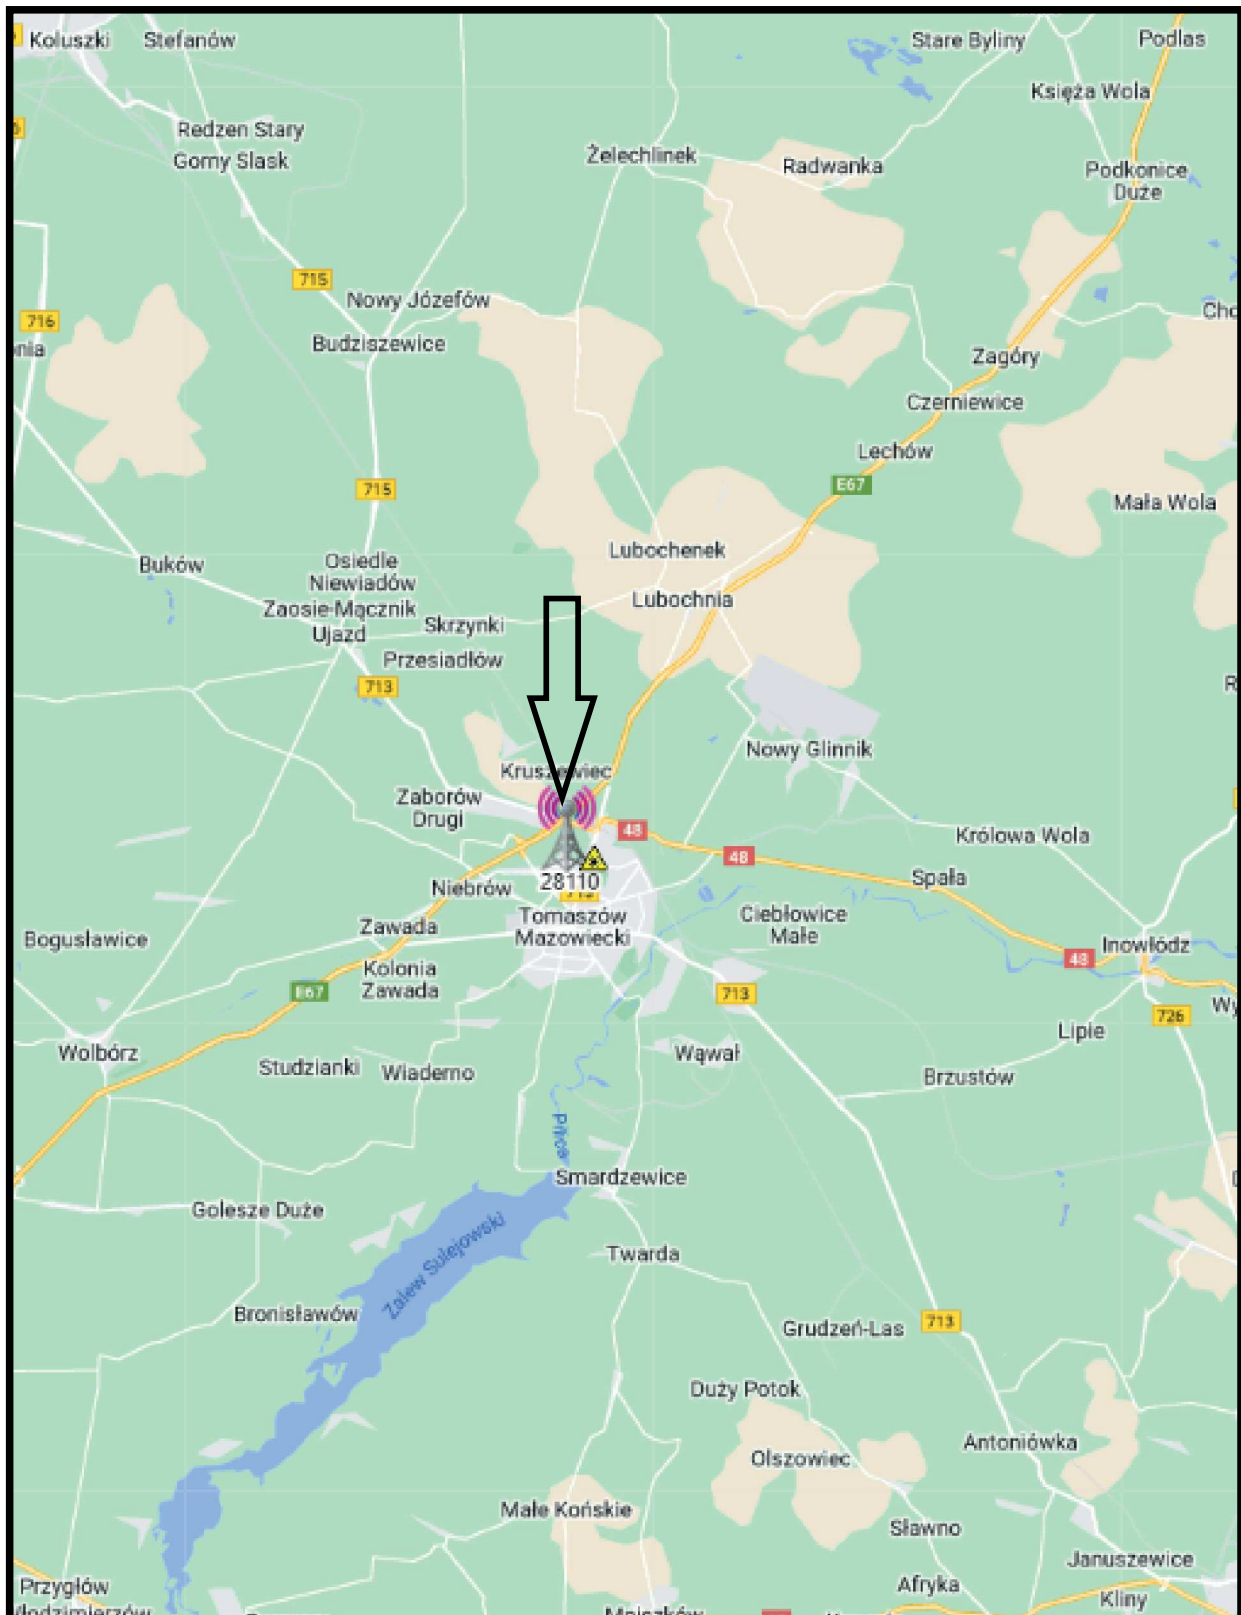 Koluszki
Stefanów
Stare Byliny
Podlas
Księża Wola
Redzen Stary
Gorny Slask
Żelechlinek
Radwanka
Podkonice
Duże
715
Nowy Józefów
716
Budziszewice
Zagóry
Czerniewice
Lechów
E67
715
Mała Wola
Lubochenek
Buków
Osiedle
Niewiadów
Lubochnia
Zaosie-Mącznik
Ujazd
Skrzynki
Przesiadłów
713
Nowy Glinnik
Kruszewiec
Zaborów
Drugi
48
Królowa Wola
48
28110
Niebrów
Spała
Tomaszów
Mazowiecki
Ciebłowice
Małe
Zawada
Bogusławice
Inowłódz
48
Kolonia
Zawada
E67
713
726
Lipie
Wolbórz
Wąwał
Studzianki
Wiaderno
Brzustów
Pilica
Smardzewice
Golesze Duże
Zalew Sulejowski
Twarda
Bronisławów
713
Grudzeń-Las
Duży Potok
Antoniówka
Olszowiec
Małe Końskie
Sławno
Januszewice
Przygłów
Afryka
Kliny